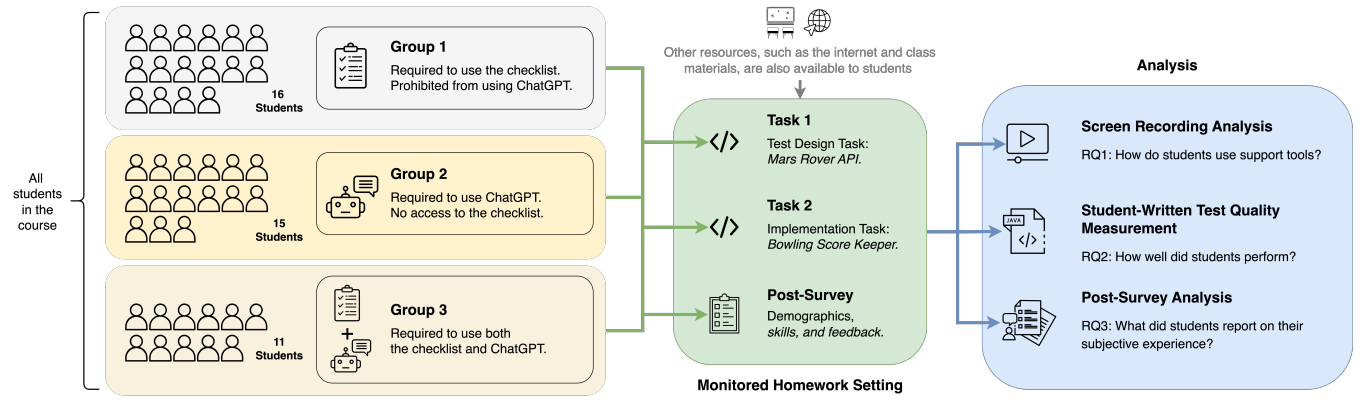 All
students
in the
course
16
Students
Group 1
Required to use the checklist.
Prohibited from using ChatGPT.
15
Students
Group 2
Required to use ChatGPT.
No access to the checklist.
11
Students
+
Group 3
Required to use both
the checklist and ChatGPT.
Other resources, such as the internet and class
materials, are also available to students
</>
Task 1
Test Design Task:
Mars Rover API.
</>
Task 2
Implementation Task:
Bowling Score Keeper.
Post-Survey
Demographics,
skills, and feedback.
Monitored Homework Setting
Analysis
Screen Recording Analysis
RQ1: How do students use support tools?
JAVA
</>
Student-Written Test Quality
Measurement
RQ2: How well did students perform?
Post-Survey Analysis
RQ3: What did students report on their
subjective experience?